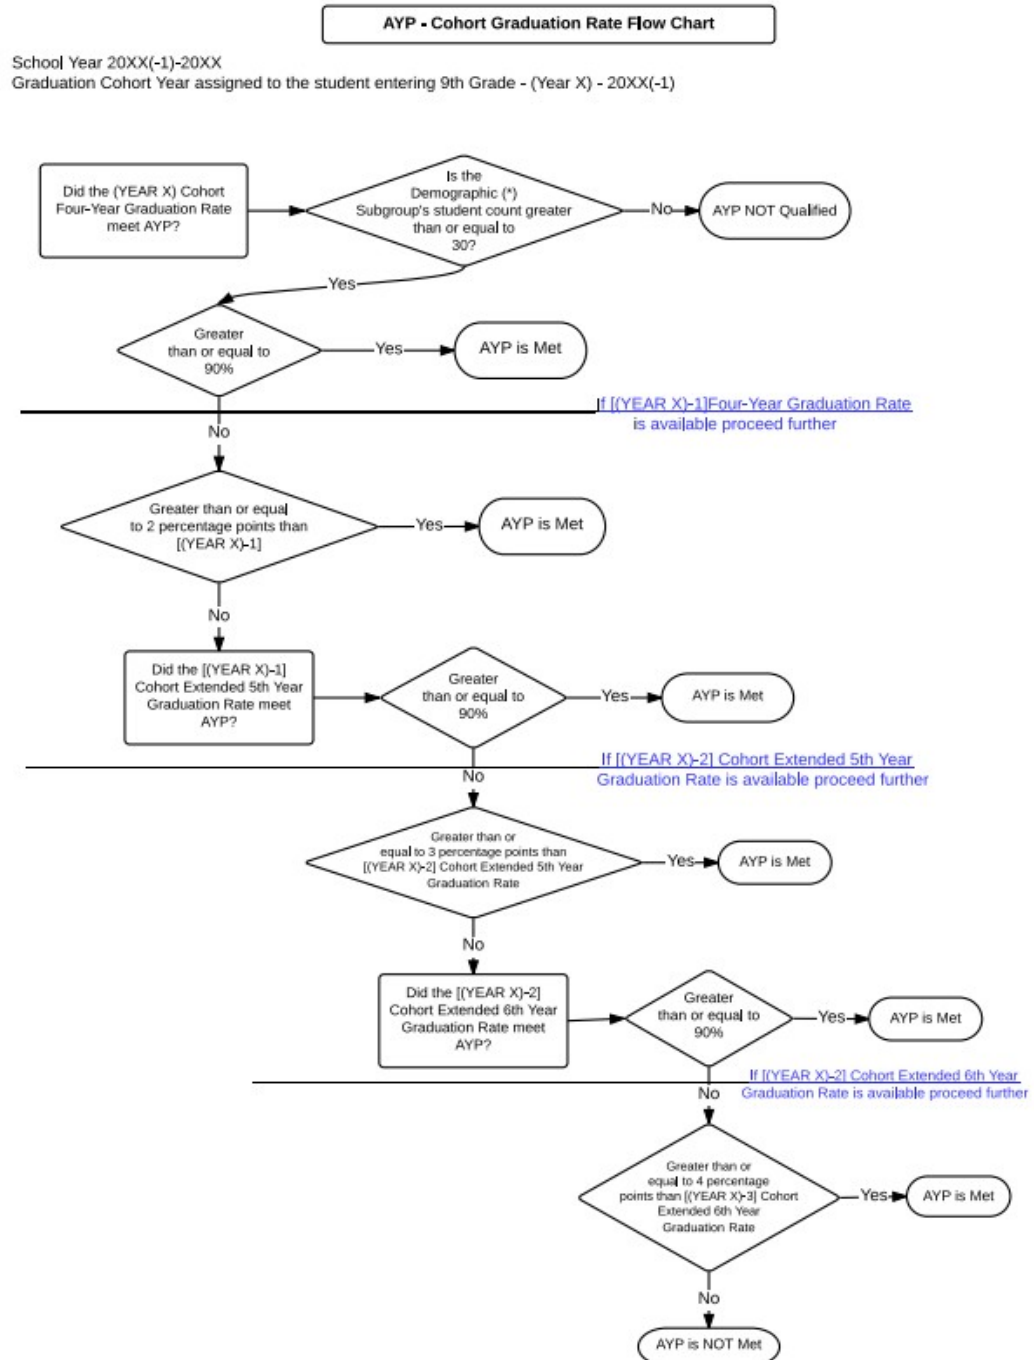 AYP - Cohort Graduation Rate Flow Chart
School Year 20XX(-1)-20XX
Graduation Cohort Year assigned to the student entering 9th Grade - (Year X) - 20XX(-1)
Did the (YEAR X) Cohort
Four-Year Graduation Rate
meet AYP?
Is the
Demographic (*)
Subgroup's student count greater
than or equal to
30?
No
AYP NOT Qualified
Yes
Greater
than or equal to
90%
Yes
AYP is Met
If [(YEAR X)-1]Four-Year Graduation Rate
is available proceed further
No
Greater than or equal
to 2 percentage points than
[(YEAR X)-1]
Yes
AYP is Met
No
Did the [(YEAR X)-1]
Cohort Extended 5th Year
Graduation Rate meet
AYP?
Greater
than or equal to
90%
Yes
AYP is Met
If [(YEAR X)-2] Cohort Extended 5th Year
Graduation Rate is available proceed further
No
Greater than or
equal to 3 percentage points than
[(YEAR X)-2] Cohort Extended 5th Year
Graduation Rate
Yes
AYP is Met
No
Did the [(YEAR X)-2]
Cohort Extended 6th Year
Graduation Rate meet
AYP?
Greater
than or equal to
90%
Yes
AYP is Met
If [(YEAR X)-2] Cohort Extended 6th Year
Graduation Rate is available proceed further
No
Greater than or
equal to 4 percentage
points than [(YEAR X)-3] Cohort
Extended 6th Year
Graduation Rate
Yes
AYP is Met
No
AYP is NOT Met